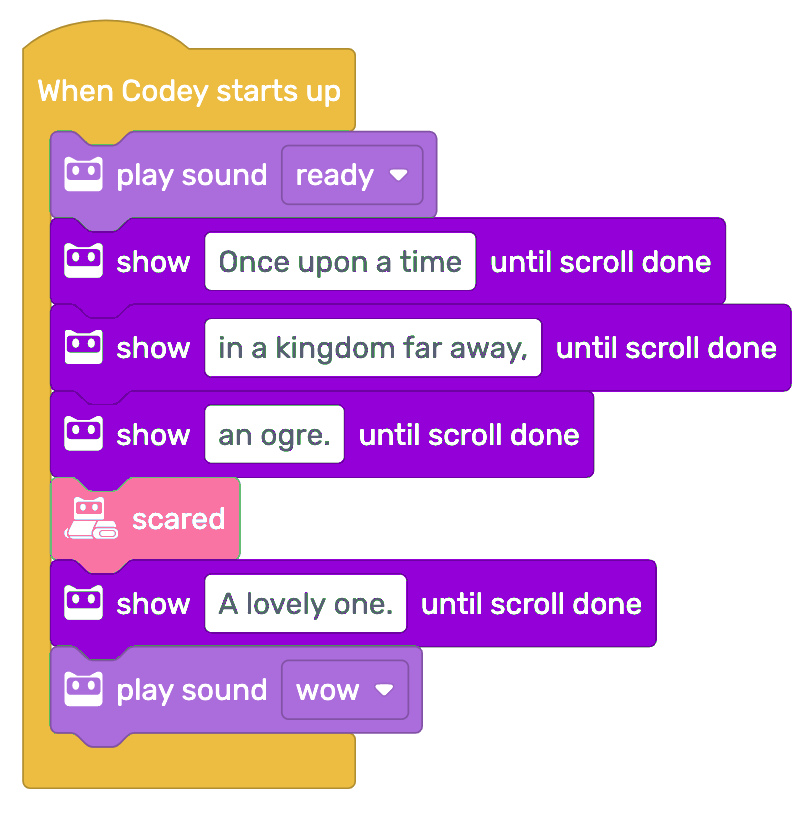 When Codey starts up
play sound ready
show Once upon a time until scroll done
show in a kingdom far away, until scroll done
show an ogre. until scroll done
scared
show A lovely one. until scroll done
play sound wow